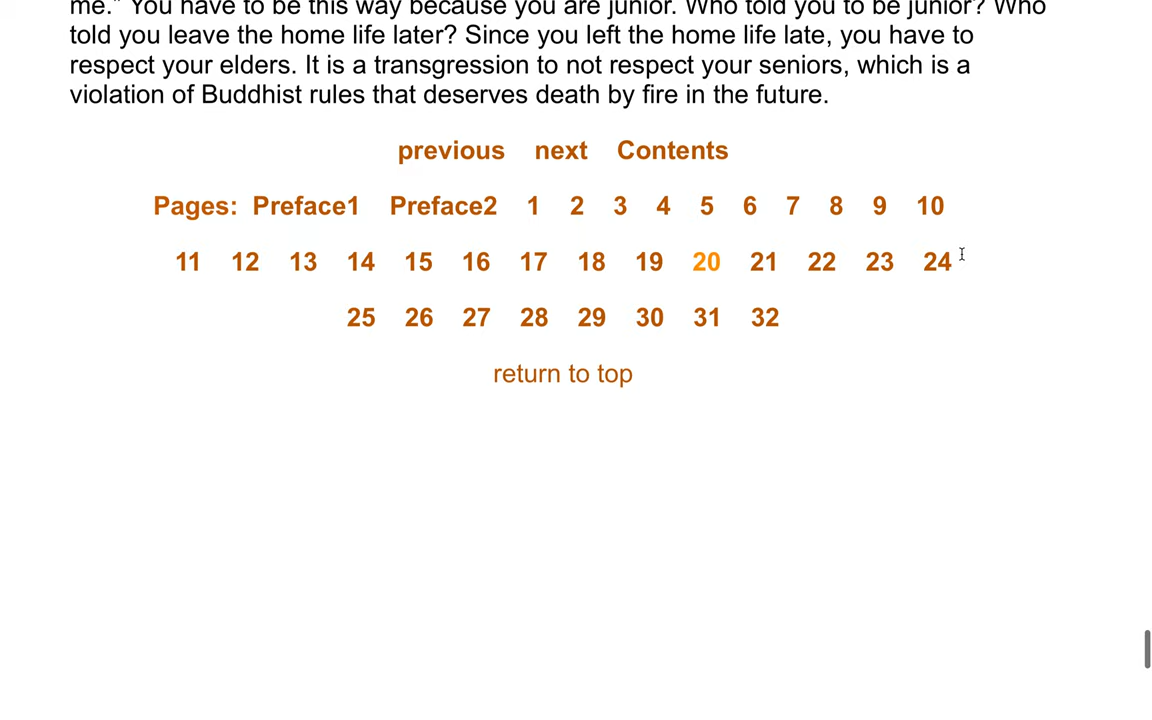 me.” You have to be this way because you are junior. Who told you to be junior? Who
told you leave the home life later? Since you left the home life late, you have to
respect your elders. It is a transgression to not respect your seniors, which is a
violation of Buddhist rules that deserves death by fire in the future.
previous next Contents
Pages: Preface1 Preface2 1 2 3 4 5 6 7 8 9 10
11 12 13 14 15 16 17 18 19 20 21 22 23 24
25 26 27 28 29 30 31 32
return to top